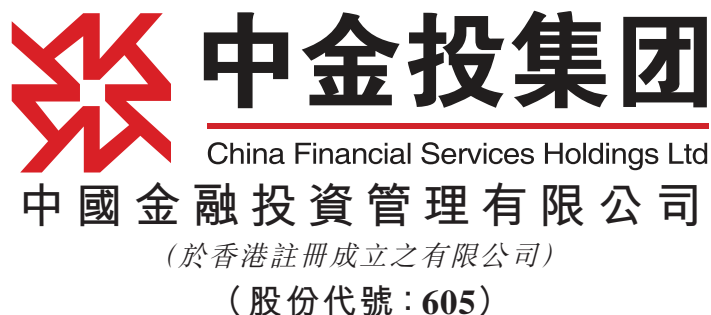 中金投集团
China Financial Services Holdings Ltd
中國金融投資管理有限公司
(於香港註冊成立之有限公司)
（股份代號：605）